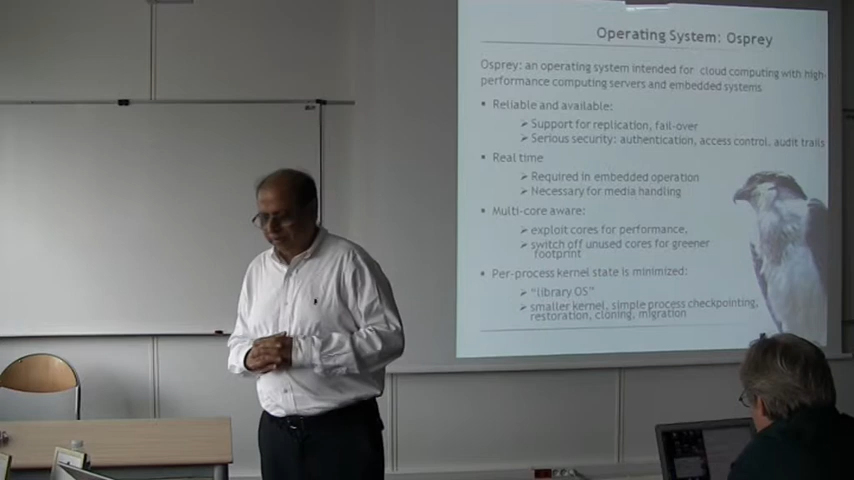 Operating System: Osprey
Osprey: an operating system intended for cloud computing with high-
performance computing servers and embedded systems
• Reliable and available:
➢ Support for replication, fail-over
➢ Serious security: authentication, access control, audit trails
• Real time
➢ Required in embedded operation
➢ Necessary for media handling
• Multi-core aware:
➢ exploit cores for performance,
➢ switch off unused cores for greener
footprint
• Per-process kernel state is minimized:
➢ "library OS"
➢ smaller kernel, simple process checkpointing,
restoration, cloning, migration